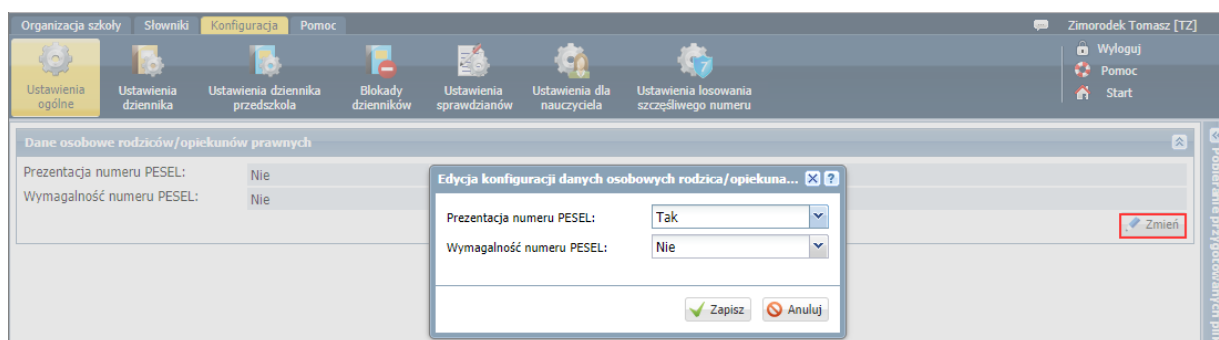 Organizacja szkoły Słowniki Konfiguracja Pomoc Zimorodek Tomasz [TZ]
Ustawienia ogólne
Ustawienia dziennika
Ustawienia dziennika przedszkola
Blokady dzienników
Ustawienia sprawdzianów
Ustawienia dla nauczyciela
7
Ustawienia losowania szczęśliwego numeru
Wyloguj
Pomoc
Start
Dane osobowe rodziców/opiekunów prawnych
Prezentacja numeru PESEL: Nie
Wymagalność numeru PESEL: Nie
Zmień
Edycja konfiguracji danych osobowych rodzica/opiekuna... ?
Prezentacja numeru PESEL: Tak
Wymagalność numeru PESEL: Nie
Zapisz Anuluj
Pobieranie przygotowanych